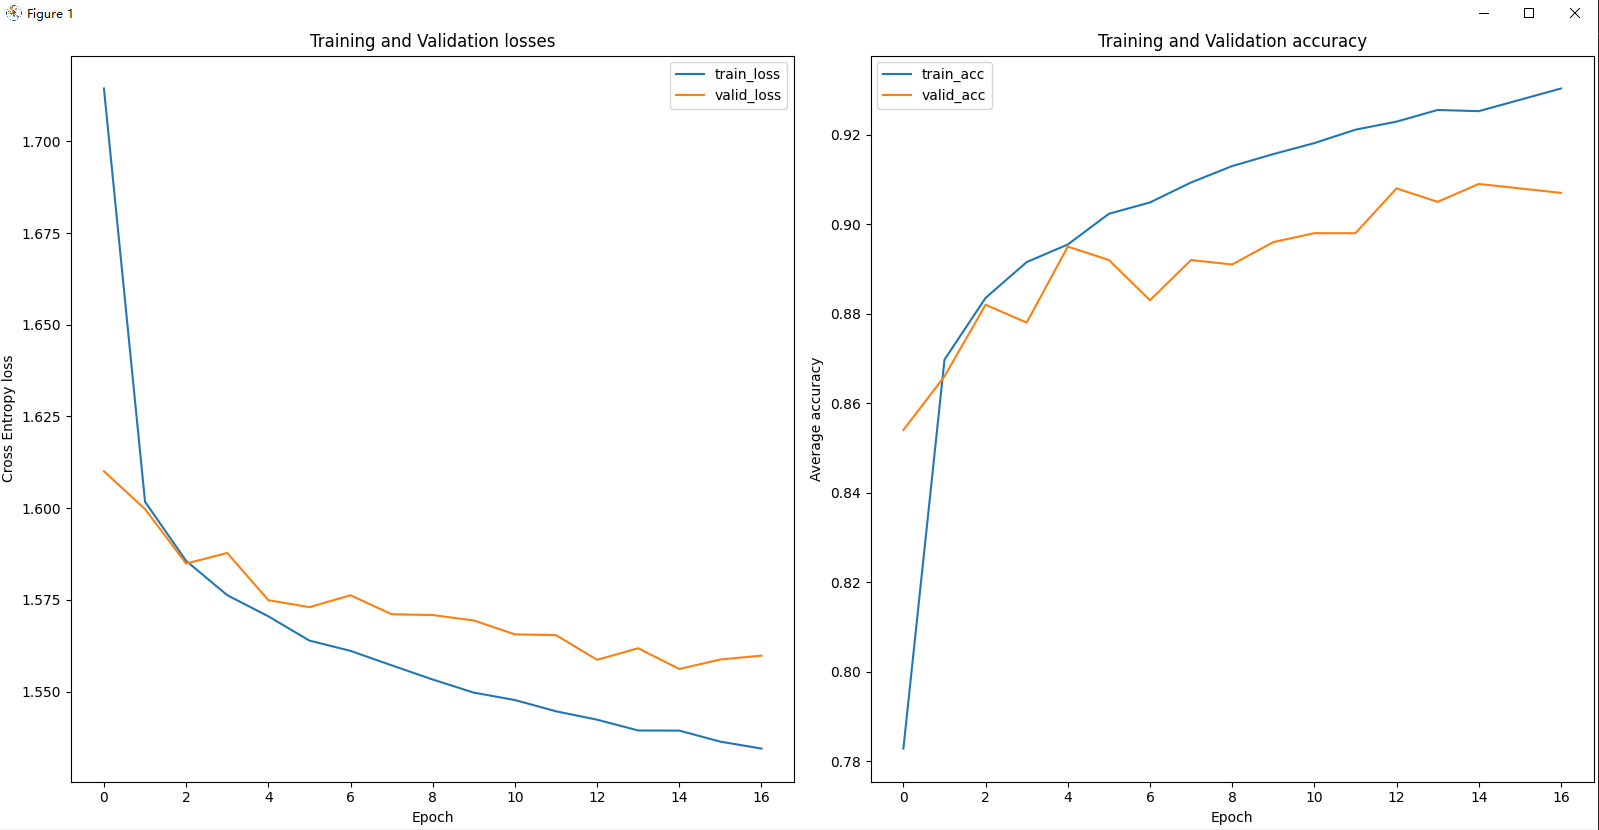 Figure 1
Training and Validation losses
train_loss
valid_loss
1.700
1.675
1.650
1.625
1.600
1.575
1.550
Cross Entropy loss
0 2 4 6 8 10 12 14 16
Epoch
Training and Validation accuracy
train_acc
valid_acc
0.92
0.90
0.88
0.86
0.84
0.82
0.80
0.78
Average accuracy
0 2 4 6 8 10 12 14 16
Epoch